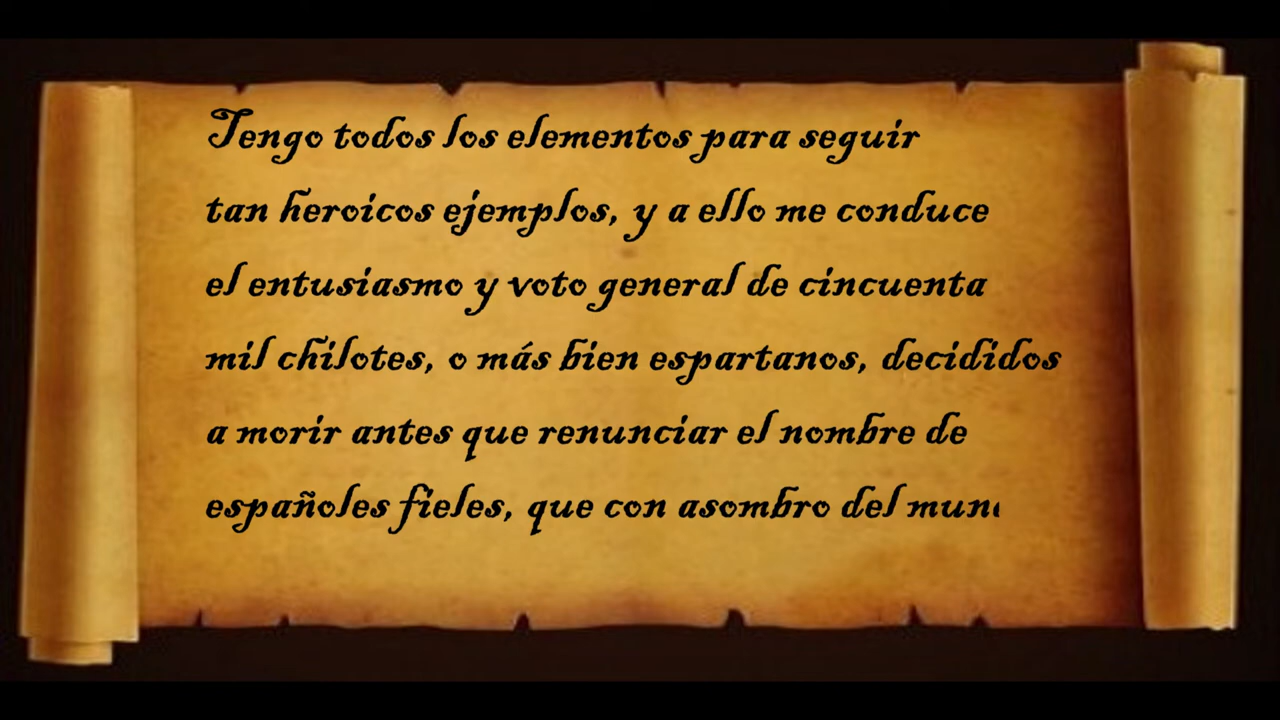 Tengo todos los elementos para seguir
tan heroicos ejemplos, y a ello me conduce
el entusiasmo y voto general de cincuenta
mil chilotes, o más bien espartanos, decididos
a morir antes que renunciar el nombre de
españoles fieles, que con asombro del